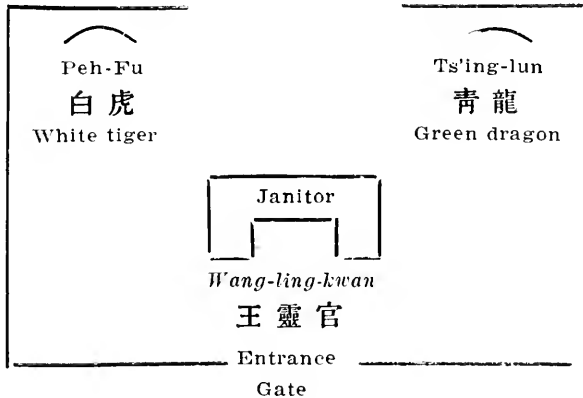 Peh-Fu
白虎
White tiger
Ts'ing-lun
青龍
Green dragon
Janitor
Wang-ling-kwan
王靈官
Entrance
Gate